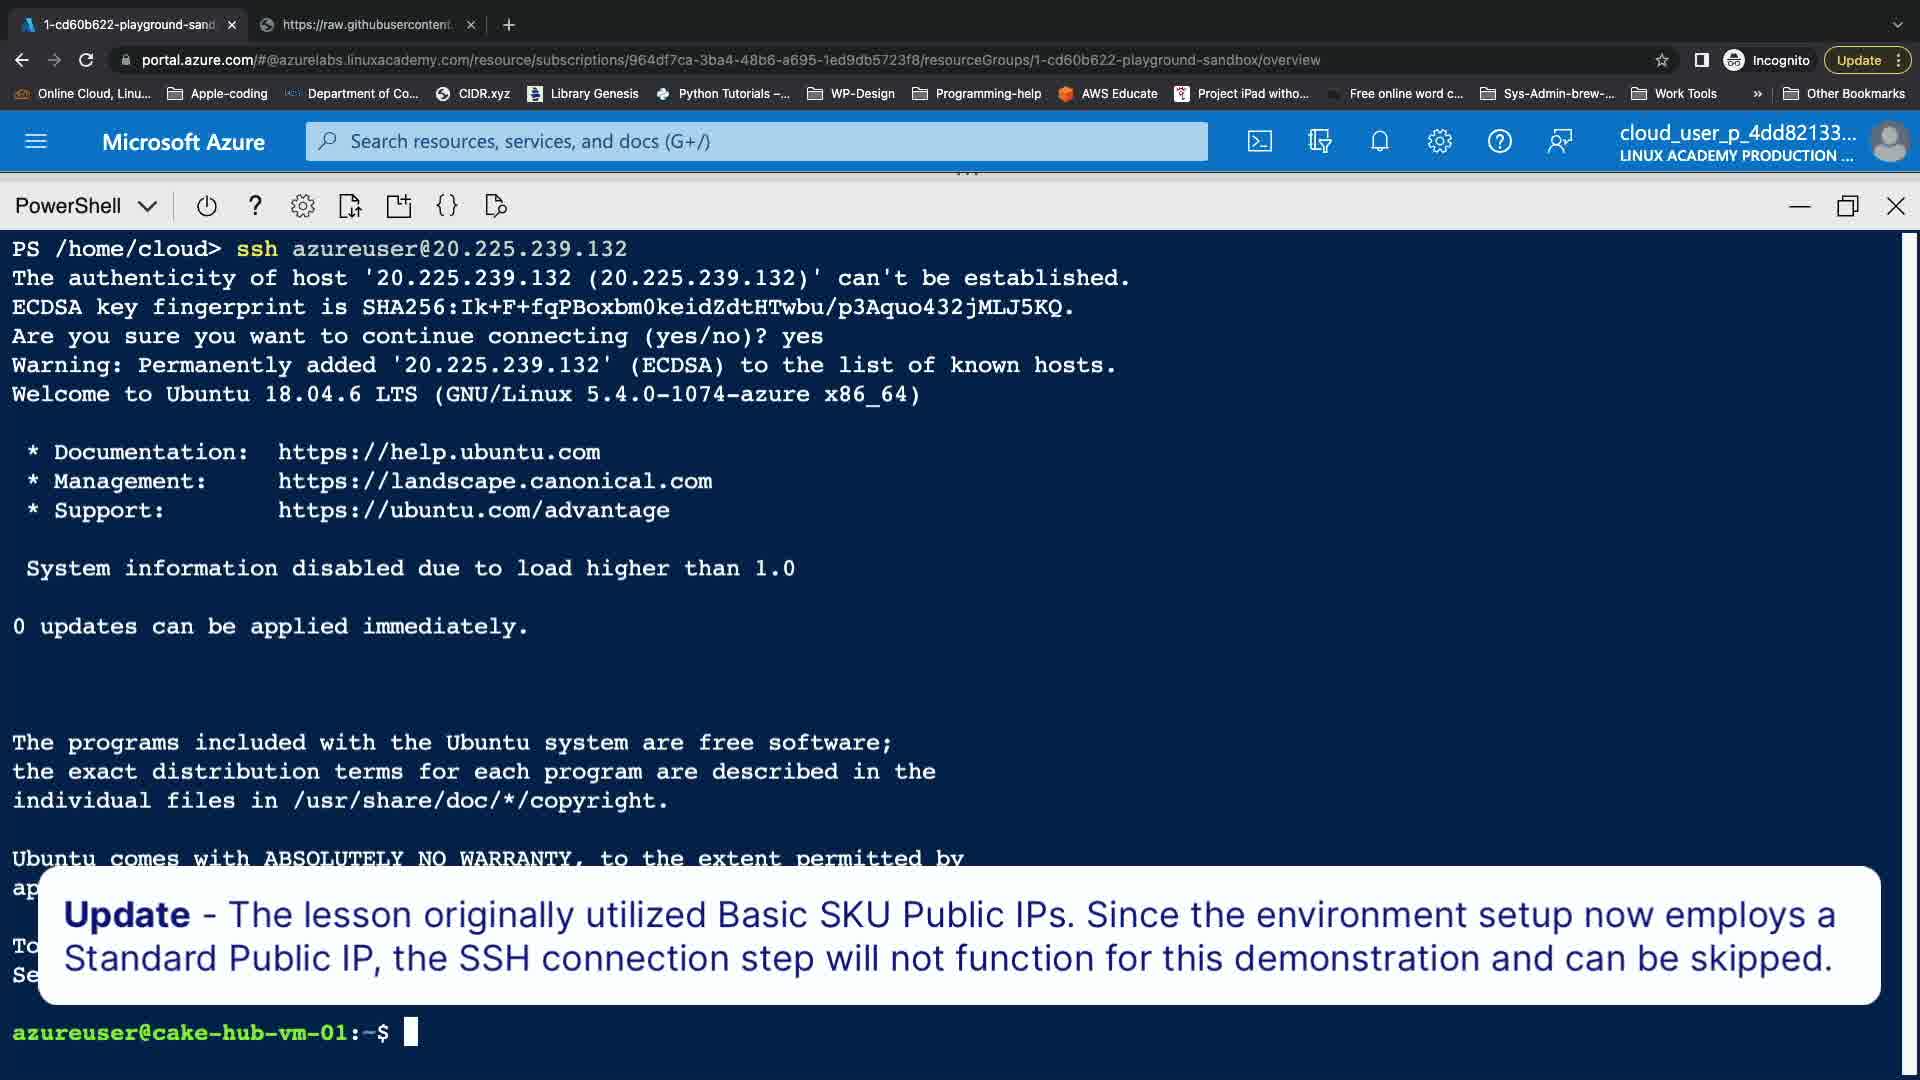 1-cd60b622-playground-sand
https://raw.githubusercontent.
portal.azure.com/#@azurelabs.linuxacademy.com/resource/subscriptions/964df7ca-3ba4-48b6-a695-1ed9db5723f8/resourceGroups/1-cd60b622-playground-sandbox/overview
Incognito
Update
Online Cloud, Linu...
Apple-coding
Department of Co...
CIDR.xyz
Library Genesis
Python Tutorials –...
WP-Design
Programming-help
AWS Educate
Project iPad witho...
Free online word c...
Sys-Admin-brew-...
Work Tools
»
Other Bookmarks
Microsoft Azure
Search resources, services, and docs (G+/)
cloud_user_p_4dd82133...
LINUX ACADEMY PRODUCTION ...
PowerShell
PS /home/cloud> ssh azureuser@20.225.239.132
The authenticity of host '20.225.239.132 (20.225.239.132)' can't be established.
ECDSA key fingerprint is SHA256:Ik+F+fqPBoxbm0keidZdtHTwbu/p3Aquo432jMLJ5KQ.
Are you sure you want to continue connecting (yes/no)? yes
Warning: Permanently added '20.225.239.132' (ECDSA) to the list of known hosts.
Welcome to Ubuntu 18.04.6 LTS (GNU/Linux 5.4.0-1074-azure x86_64)
* Documentation: https://help.ubuntu.com
* Management: https://landscape.canonical.com
* Support: https://ubuntu.com/advantage
System information disabled due to load higher than 1.0
0 updates can be applied immediately.
The programs included with the Ubuntu system are free software;
the exact distribution terms for each program are described in the
individual files in /usr/share/doc/*/copyright.
Ubuntu comes with ABSOLUTELY NO WARRANTY, to the extent permitted by
ap
To
Se
Update - The lesson originally utilized Basic SKU Public IPs. Since the environment setup now employs a
Standard Public IP, the SSH connection step will not function for this demonstration and can be skipped.
azureuser@cake-hub-vm-01:~$